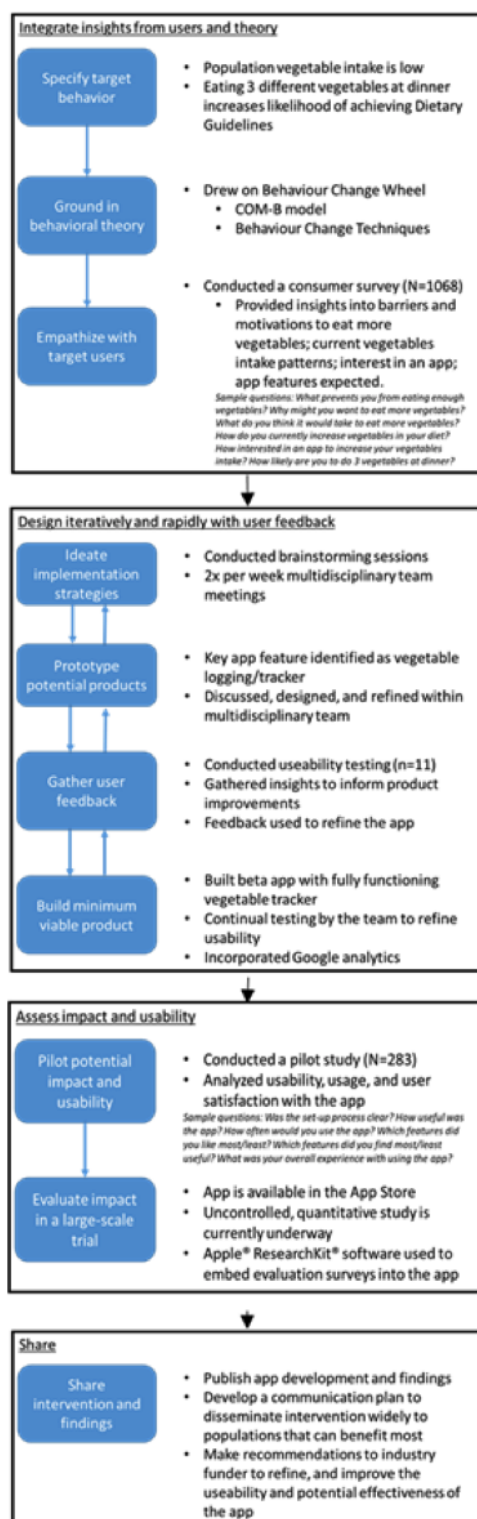 Integrate insights from users and theory
Specify target
behavior
• Population vegetable intake is low
• Eating 3 different vegetables at dinner
increases likelihood of achieving Dietary
Guidelines
Ground in
behavioral theory
• Drew on Behaviour Change Wheel
• COM-B model
• Behaviour Change Techniques
Empathize with
target users
• Conducted a consumer survey (N=1068)
• Provided insights into barriers and
motivations to eat more
vegetables; current vegetables
intake patterns; interest in an app;
app features expected.
Sample questions: What prevents you from eating enough
vegetables? Why might you want to eat more vegetables?
What do you think it would take to eat more vegetables?
How do you currently increase vegetables in your diet?
How interested in an app to increase your vegetables
intake? How likely are you to do 3 vegetables at dinner?
Design iteratively and rapidly with user feedback
Ideate
implementation
strategies
• Conducted brainstorming sessions
• 2x per week multidisciplinary team
meetings
Prototype
potential products
• Key app feature identified as vegetable
logging/tracker
• Discussed, designed, and refined within
multidisciplinary team
Gather user
feedback
• Conducted useability testing (n=11)
• Gathered insights to inform product
improvements
• Feedback used to refine the app
Build minimum
viable product
• Built beta app with fully functioning
vegetable tracker
• Continual testing by the team to refine
usability
• Incorporated Google analytics
Assess impact and usability
Pilot potential
impact and
usability
• Conducted a pilot study (N=283)
• Analyzed usability, usage, and user
satisfaction with the app
Sample questions: Was the set-up process clear? How useful was
the app? How often would you use the app? Which features did
you like most/least? Which features did you find most/least
useful? What was your overall experience with using the app?
Evaluate impact
in a large-scale
trial
• App is available in the App Store
• Uncontrolled, quantitative study is
currently underway
• Apple® ResearchKit® software used to
embed evaluation surveys into the app
Share
Share
intervention and
findings
• Publish app development and findings
• Develop a communication plan to
disseminate intervention widely to
populations that can benefit most
• Make recommendations to industry
funder to refine, and improve the
useability and potential effectiveness of
the app